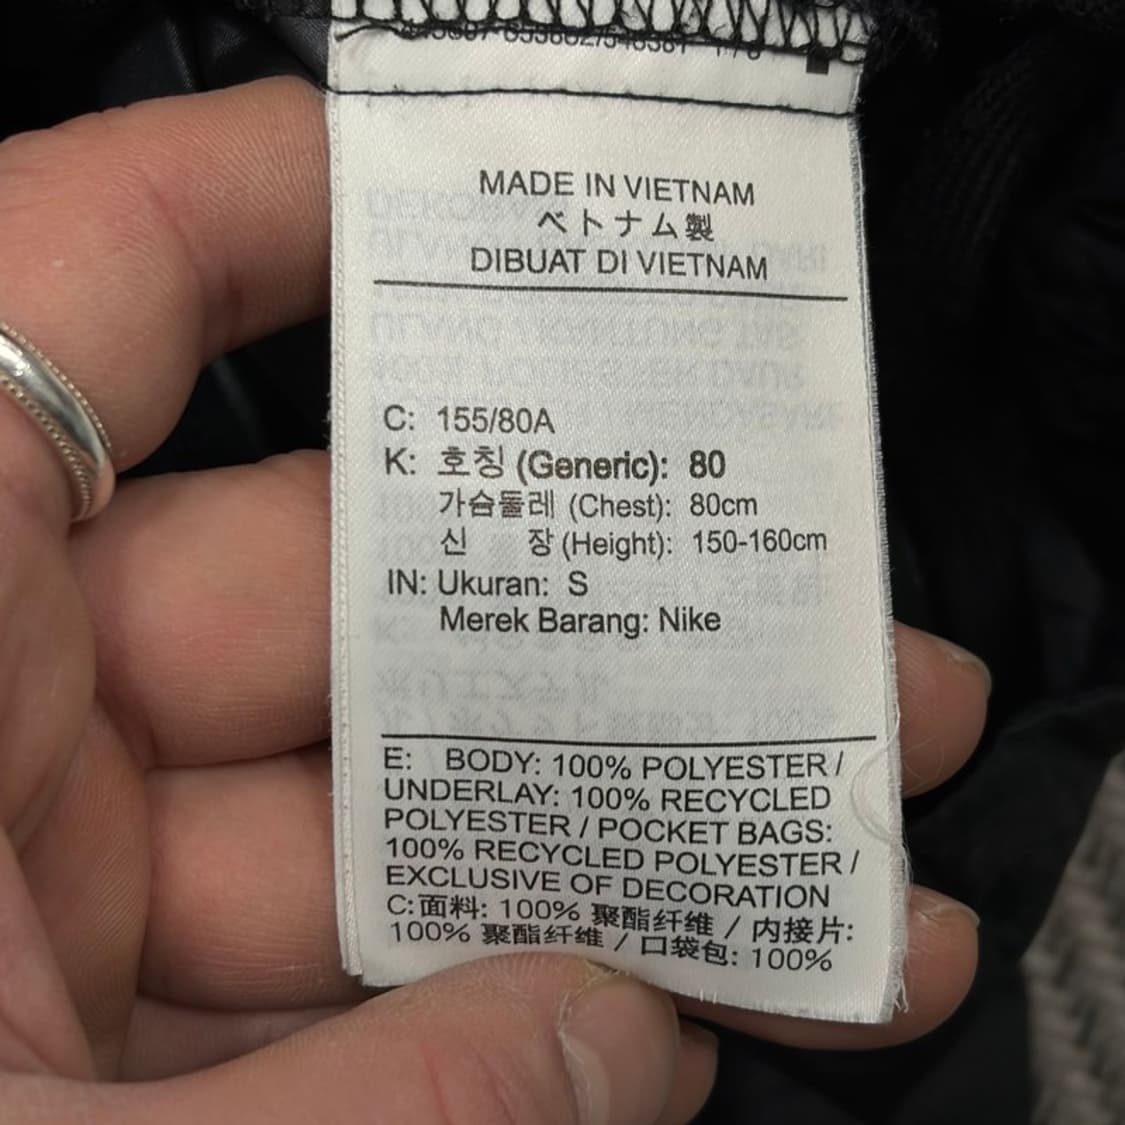 MADE IN VIETNAM
ベトナム製
DIBUAT DI VIETNAM
C: 155/80A
K: 호칭 (Generic): 80
가슴둘레 (Chest): 80cm
신 장 (Height): 150-160cm
IN: Ukuran: S
Merek Barang: Nike
E: BODY: 100% POLYESTER /
UNDERLAY: 100% RECYCLED
POLYESTER / POCKET BAGS:
100% RECYCLED POLYESTER /
EXCLUSIVE OF DECORATION
C:面料: 100% 聚酯纤维 / 内接片:
100% 聚酯纤维 / 口袋包: 100%